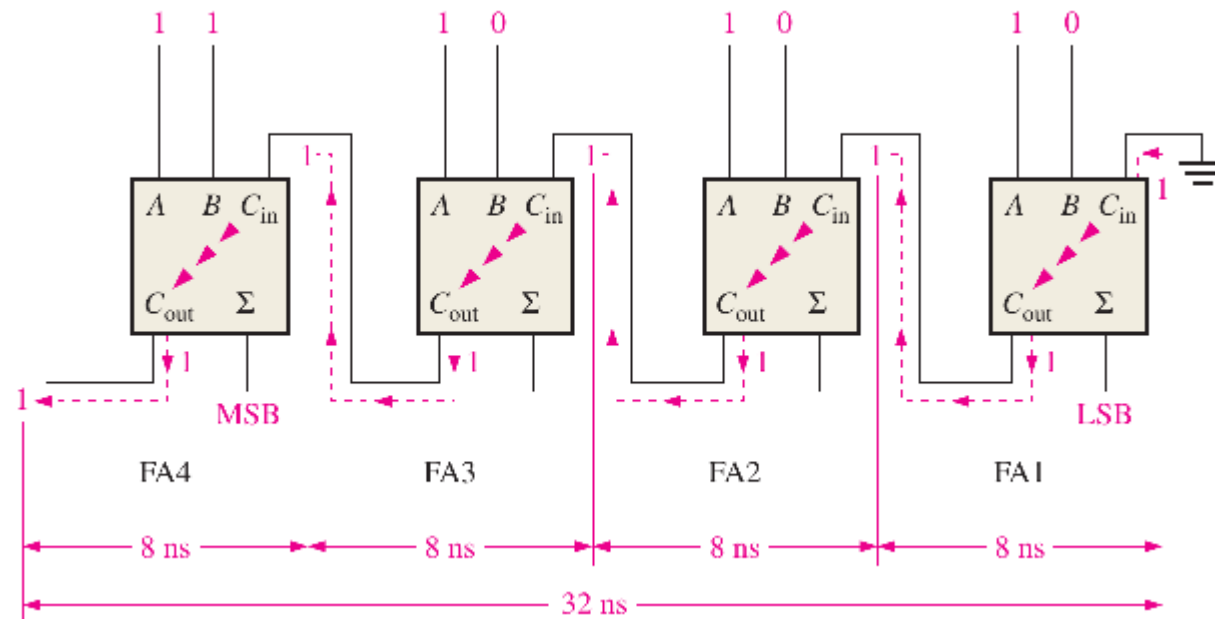 1 1 1 0 1 0 1 0
1 1 1 1
A B Cin A B Cin A B Cin A B Cin
Cout Σ Cout Σ Cout Σ Cout Σ
1 1 1 1
1 MSB LSB
FA4 FA3 FA2 FA1
8 ns 8 ns 8 ns 8 ns
32 ns